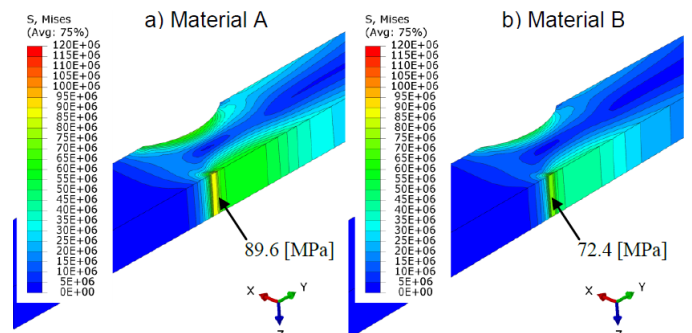 a) Material A
S, Mises
(Avg: 75%)
120E+06
115E+06
105E+06
100E+06
95E+06
90E+06
85E+06
80E+06
75E+06
70E+06
65E+06
60E+06
55E+06
50E+06
45E+06
40E+06
35E+06
30E+06
25E+06
20E+06
15E+06
10E+06
5E+06
0E+00
89.6 [MPa]
X
Y
Z
b) Material B
S, Mises
(Avg: 75%)
120E+06
115E+06
105E+06
100E+06
95E+06
90E+06
85E+06
80E+06
75E+06
70E+06
65E+06
60E+06
55E+06
50E+06
45E+06
40E+06
35E+06
30E+06
25E+06
20E+06
15E+06
10E+06
5E+06
0E+00
72.4 [MPa]
X
Y
Z